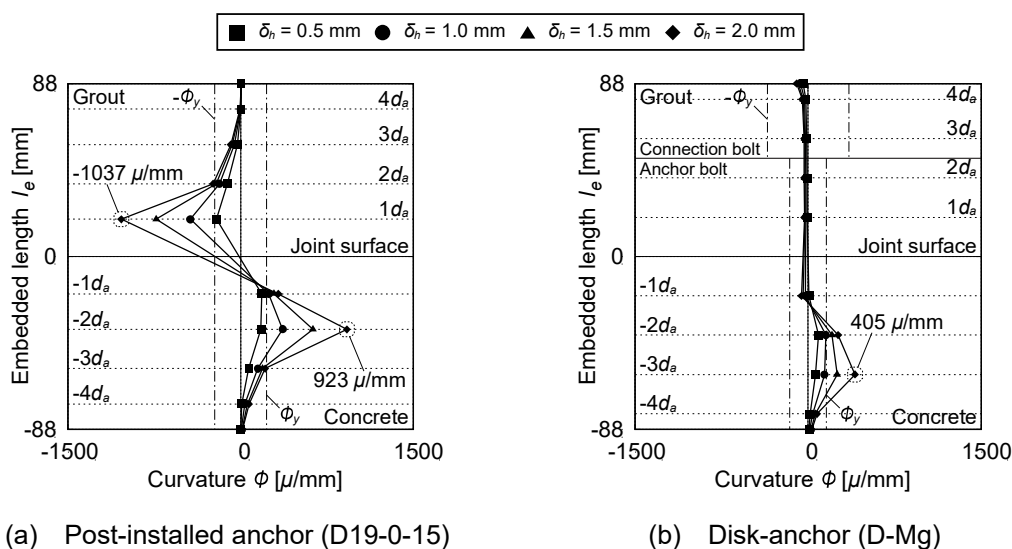 δh = 0.5 mm δh = 1.0 mm δh = 1.5 mm δh = 2.0 mm
Embedded length le [mm]
88
0
-88
Grout
-Φy
4da
3da
2da
1da
-1037 μ/mm
Joint surface
-1da
-2da
-3da
-4da
923 μ/mm
Φy
Concrete
-1500 0 1500
Curvature Φ [μ/mm]
(a) Post-installed anchor (D19-0-15)
Embedded length le [mm]
88
0
-88
Grout
-Φy
4da
3da
Connection bolt
Anchor bolt
2da
1da
Joint surface
-1da
-2da
405 μ/mm
-3da
-4da
Φy
Concrete
-1500 0 1500
Curvature Φ [μ/mm]
(b) Disk-anchor (D-Mg)